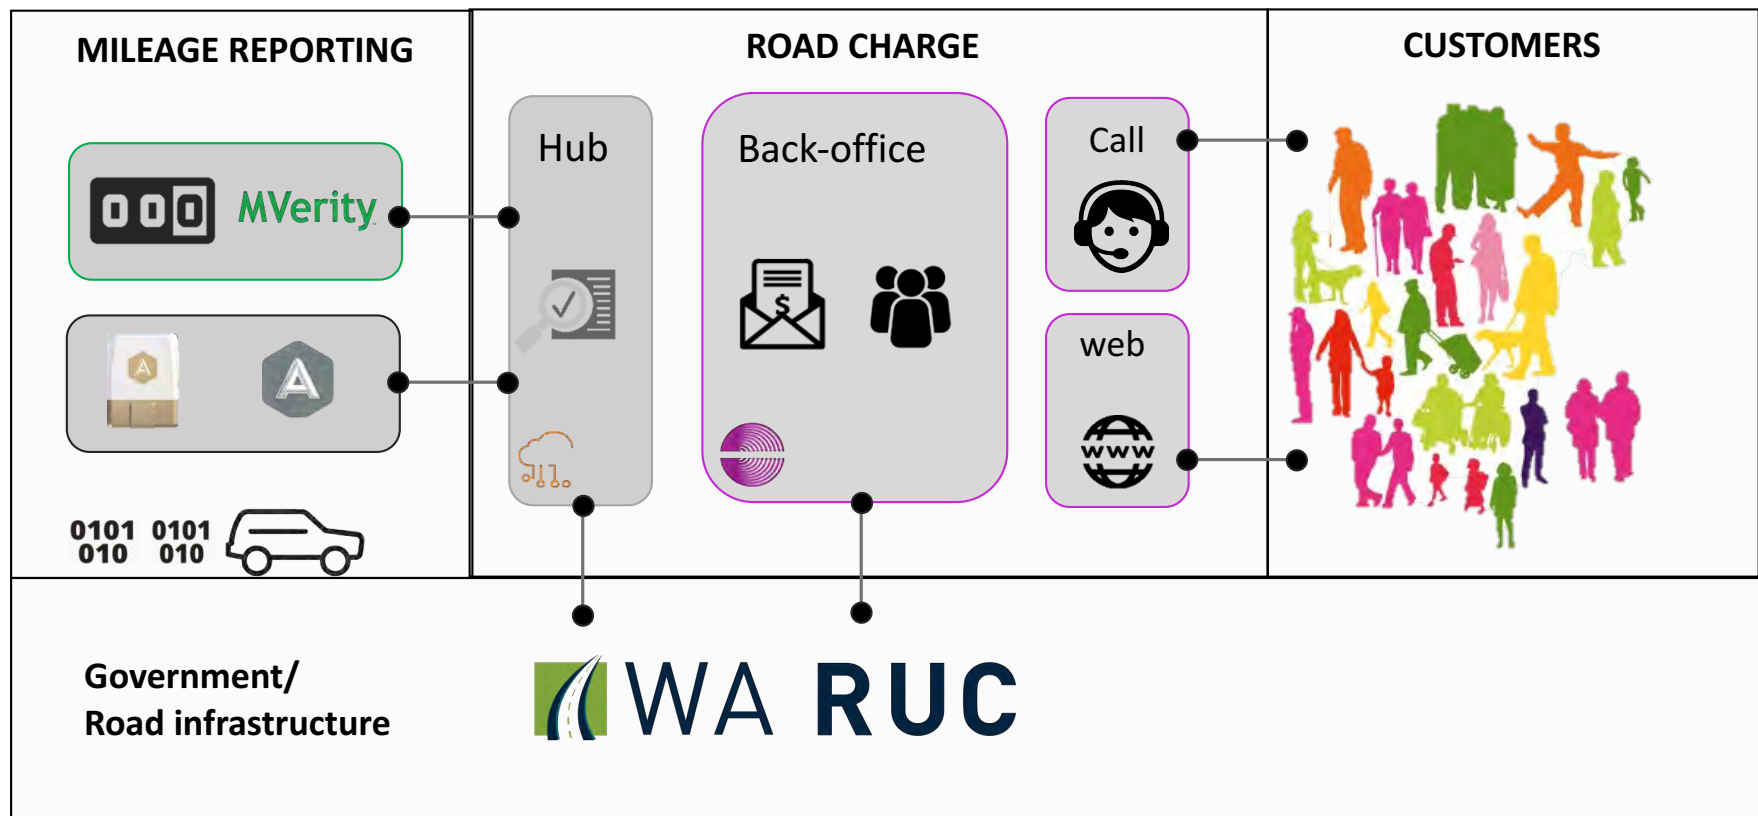 MILEAGE REPORTING
ROAD CHARGE
CUSTOMERS
000
MVerity
A
A
0101 0101
010 010
Hub
Back-office
$
Call
web
www
Government/
Road infrastructure
WA RUC